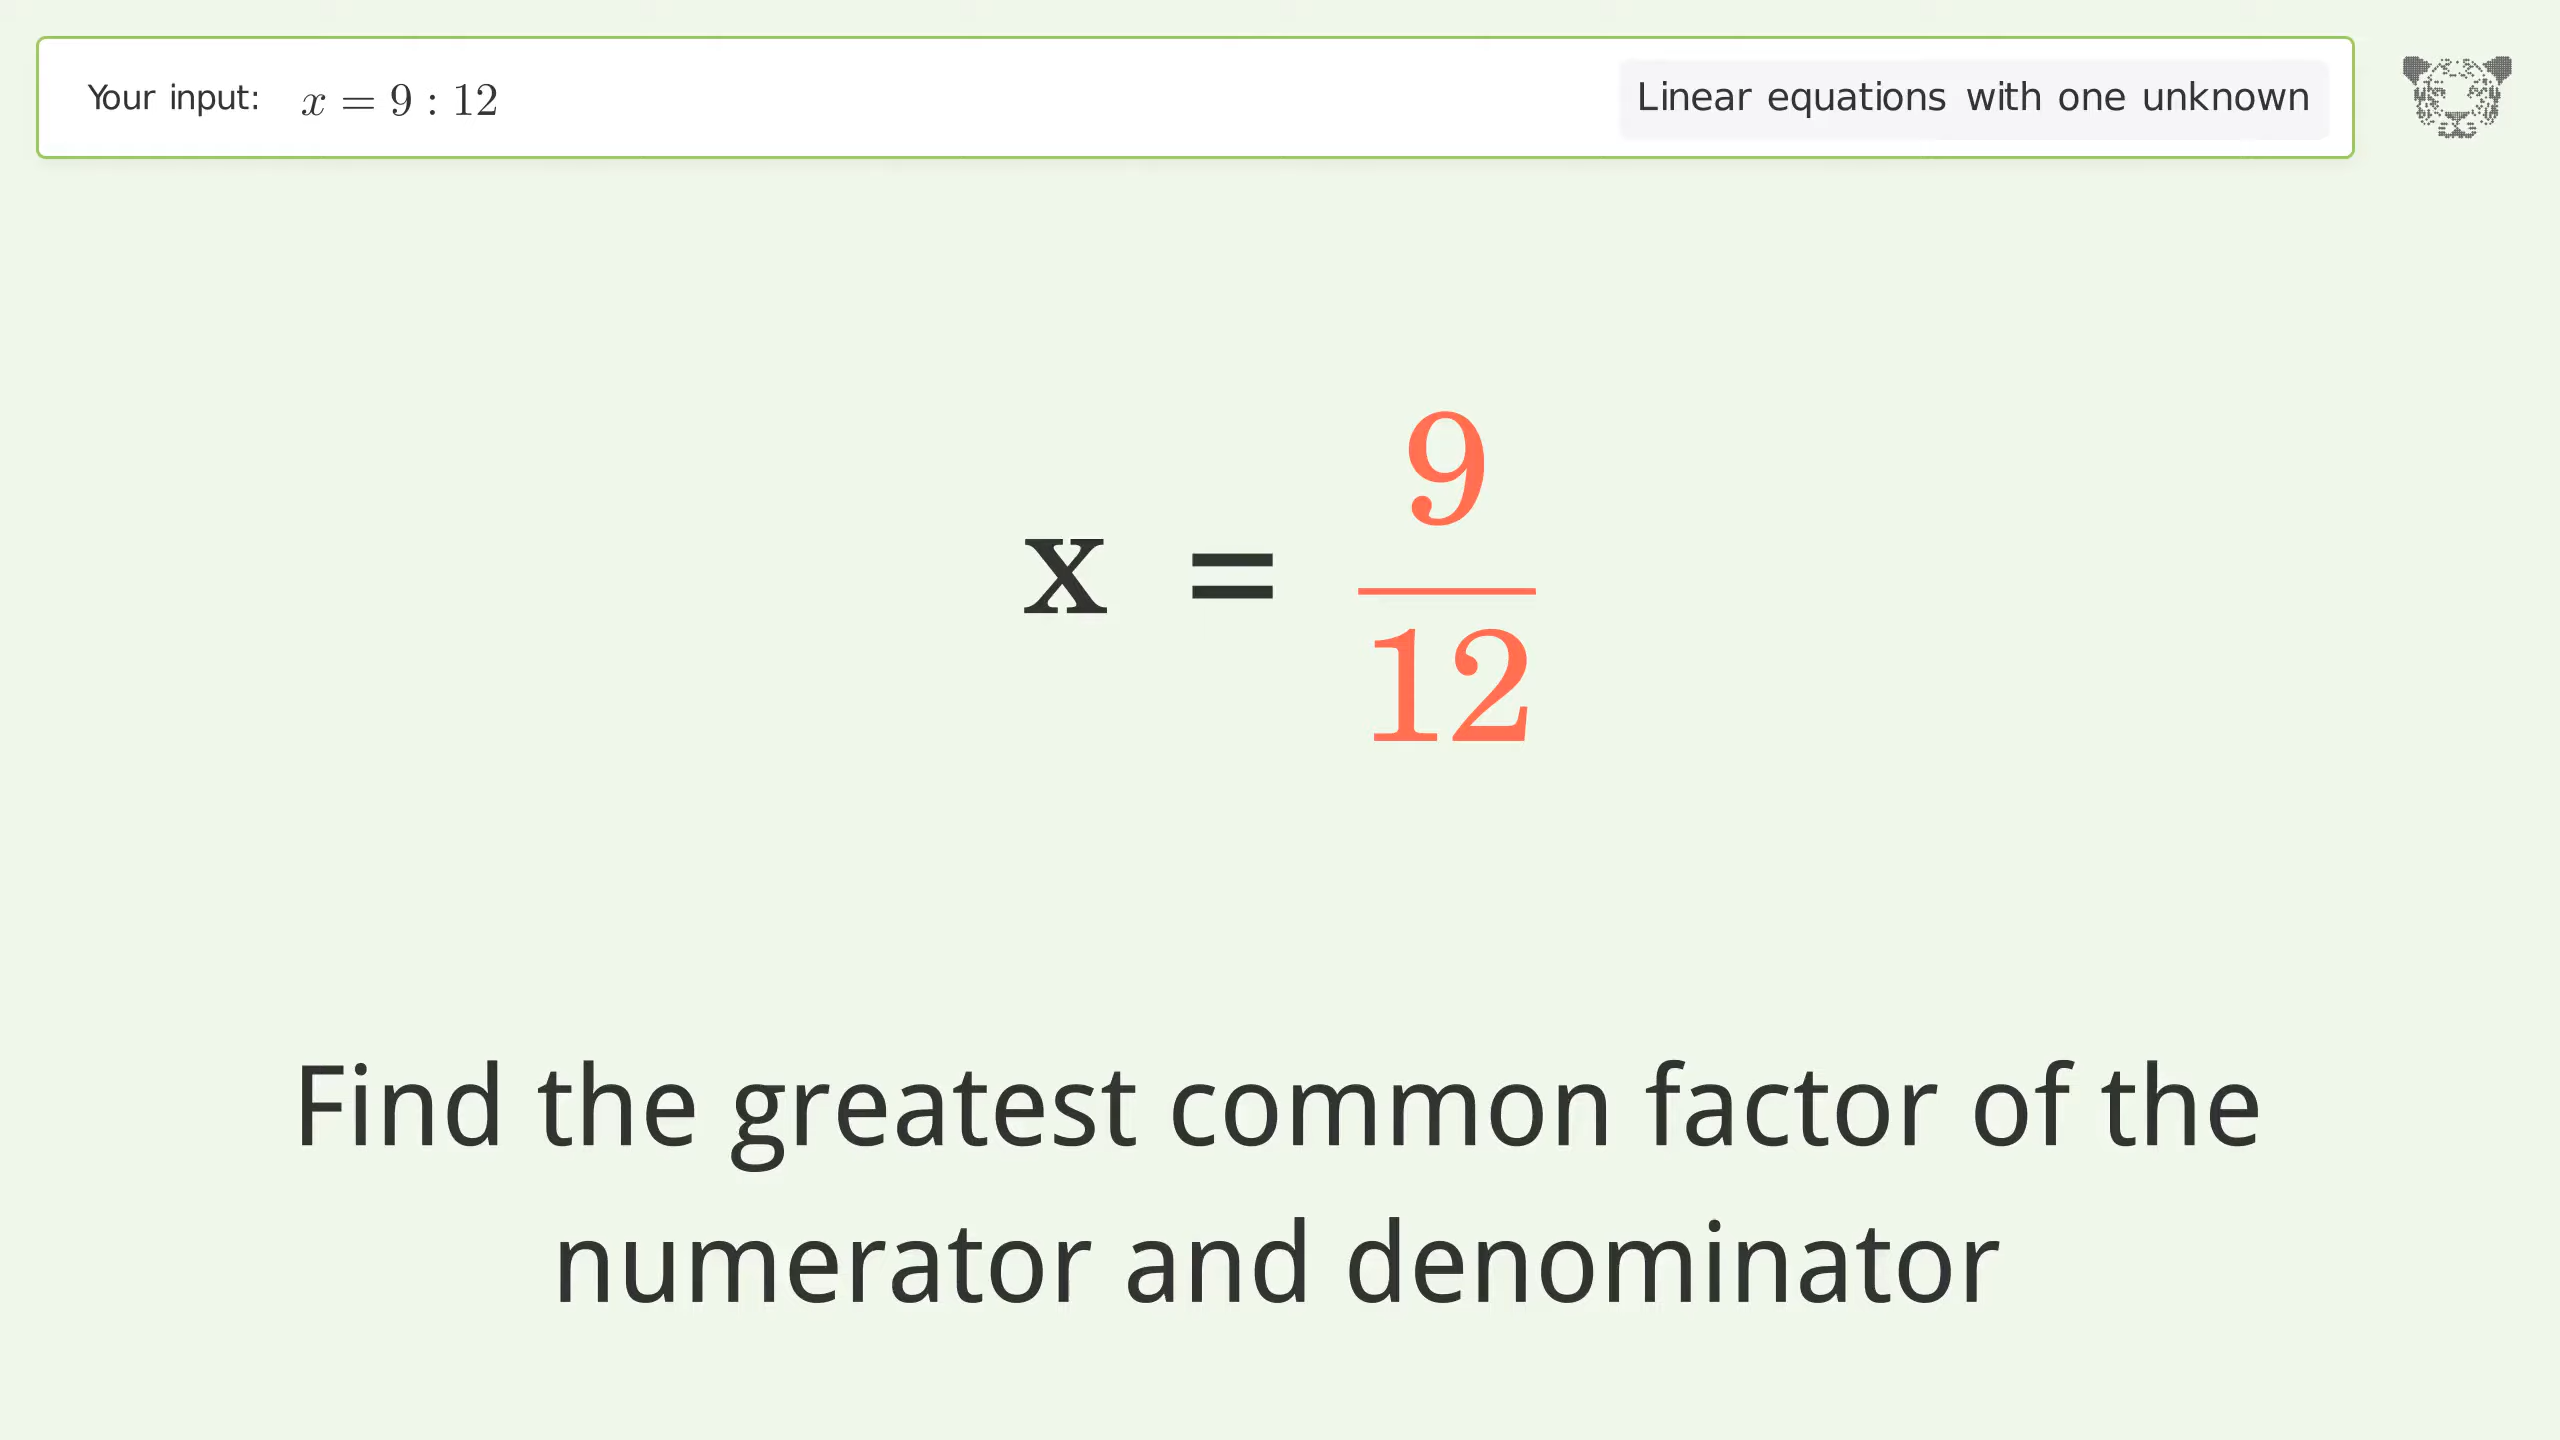 Your input: x = 9 : 12
Linear equations with one unknown
x = 9/12
Find the greatest common factor of the
numerator and denominator